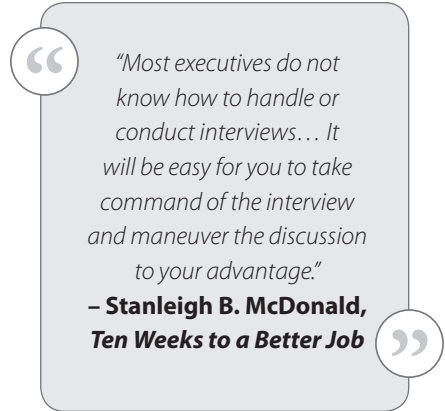 “Most executives do not
know how to handle or
conduct interviews… It
will be easy for you to take
command of the interview
and maneuver the discussion
to your advantage.”
– Stanleigh B. McDonald,
Ten Weeks to a Better Job